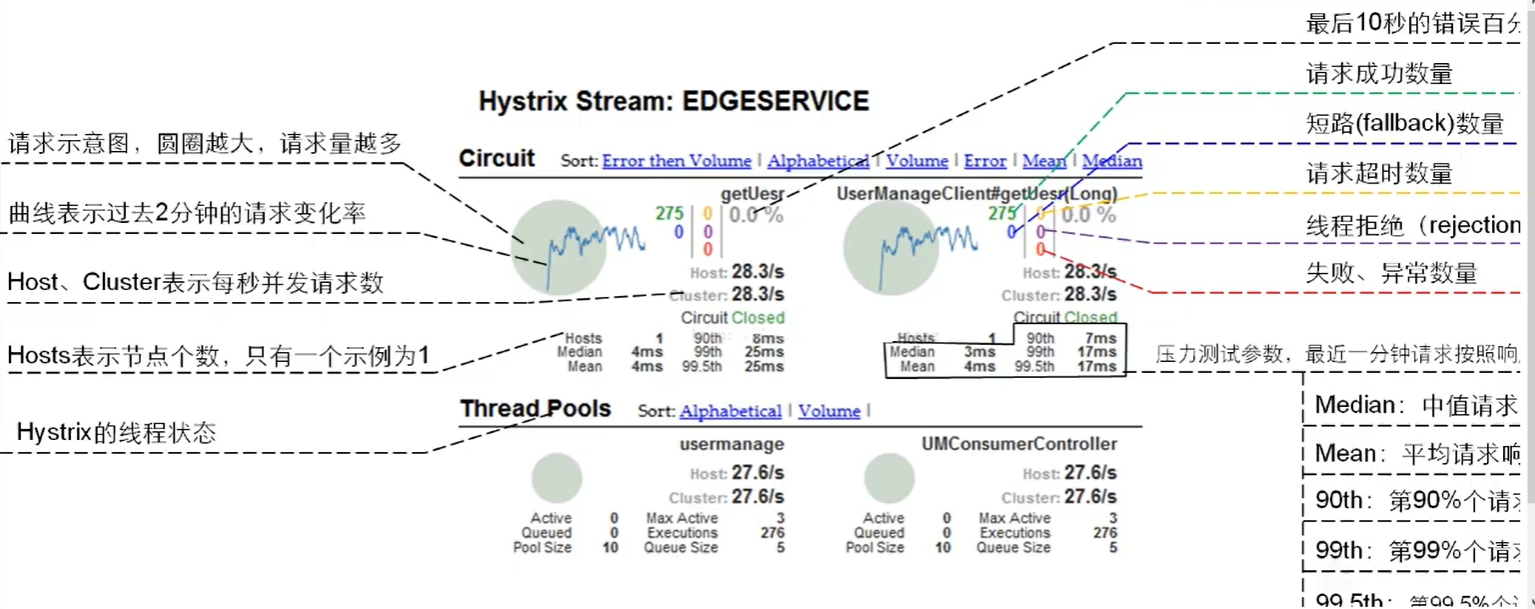 最后10秒的错误百分
请求成功数量
短路(fallback)数量
请求超时数量
线程拒绝（rejection
失败、异常数量
请求示意图，圆圈越大，请求量越多
曲线表示过去2分钟的请求变化率
Host、Cluster表示每秒并发请求数
Hosts表示节点个数，只有一个示例为1
Hystrix的线程状态
Hystrix Stream: EDGESERVICE
Circuit Sort: Error then Volume | Alphabetical | Volume | Error | Mean | Median
getUesr
275 0 0.0 %
0 0
0
Host: 28.3/s
Cluster: 28.3/s
Circuit Closed
Hosts 1 90th 8ms
Median 4ms 99th 25ms
Mean 4ms 99.5th 25ms
UserManageClient#getUesr(Long)
275 0 0.0 %
0 0
0
Host: 28.3/s
Cluster: 28.3/s
Circuit Closed
Hosts 1 90th 7ms
Median 3ms 99th 17ms
Mean 4ms 99.5th 17ms
Thread Pools Sort: Alphabetical | Volume |
usermanage
Host: 27.6/s
Cluster: 27.6/s
Active 0 Max Active 3
Queued 0 Executions 276
Pool Size 10 Queue Size 5
UMConsumerController
Host: 27.6/s
Cluster: 27.6/s
Active 0 Max Active 3
Queued 0 Executions 276
Pool Size 10 Queue Size 5
压力测试参数，最近一分钟请求按照响
Median：中值请求
Mean：平均请求响
90th：第90%个请求
99th：第99%个请求
99.5th：第99.5%个